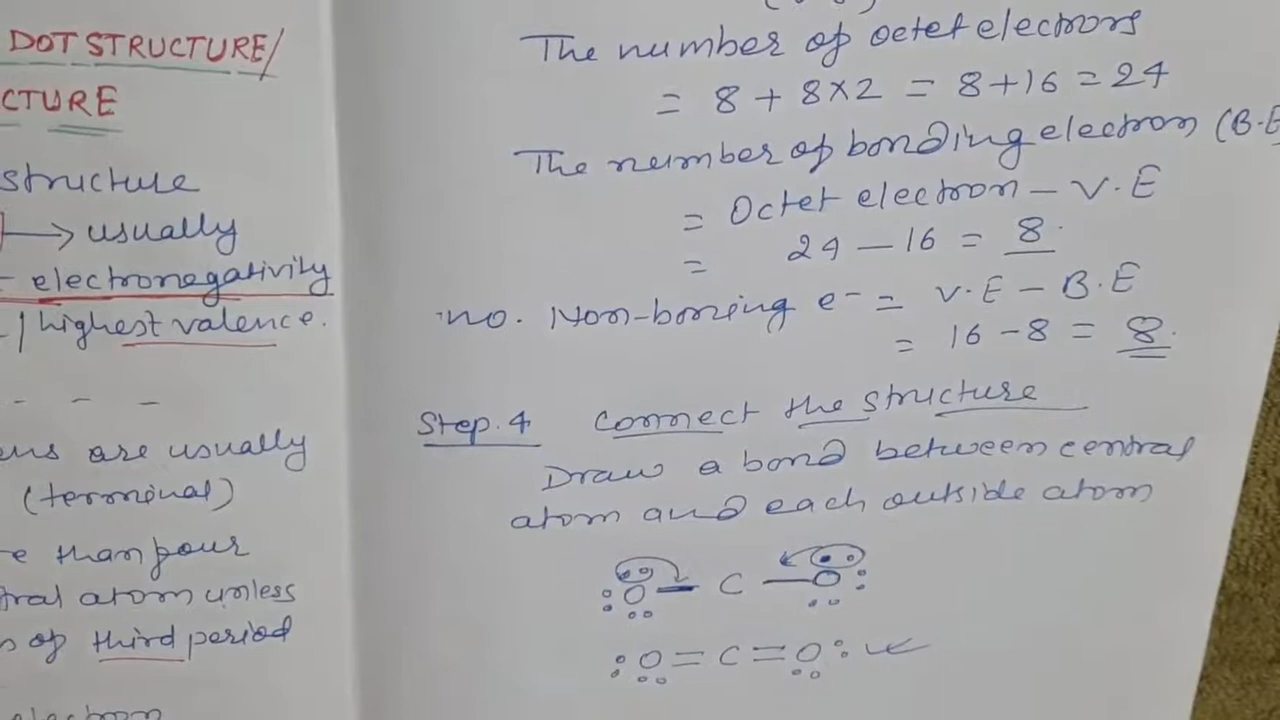 DOT STRUCTURE/
CTURE
structure
→ usually
electronegativity
/ highest valence.
- - -
are usually
(terminal)
than four
atom unless
of third period
electron
The number of octet electrors
= 8 + 8×2 = 8+16 = 24
The number of bonding electron (B.E
= Octet electron - V.E
= 24 - 16 = 8.
no. Non-boning e- = V.E - B.E
= 16 - 8 = 8.
Step.4 Connect the structure
Draw a bond between central
atom and each outside atom
:O - C - O:
:O = C = O: